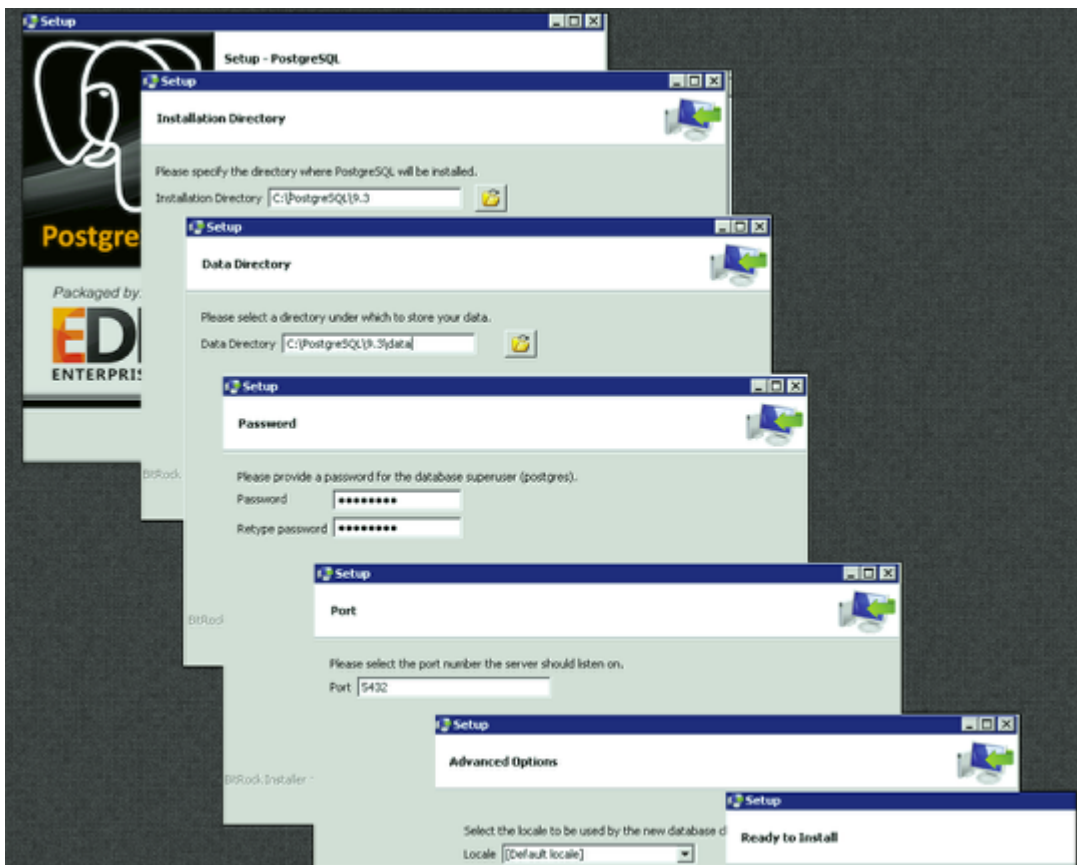 Setup
Setup - PostgreSQL
Postgre
Packaged by:
ED
ENTERPRIS
Setup
Installation Directory
Please specify the directory where PostgreSQL will be installed.
Installation Directory C:\PostgreSQL\9.3
BitRock
Setup
Data Directory
Please select a directory under which to store your data.
Data Directory C:\PostgreSQL\9.3\data
BitRock
Setup
Password
Please provide a password for the database superuser (postgres).
Password ••••••••
Retype password ••••••••
BitRock Installer
Setup
Port
Please select the port number the server should listen on.
Port 5432
Setup
Advanced Options
Select the locale to be used by the new database
Locale [Default locale]
Setup
Ready to Install